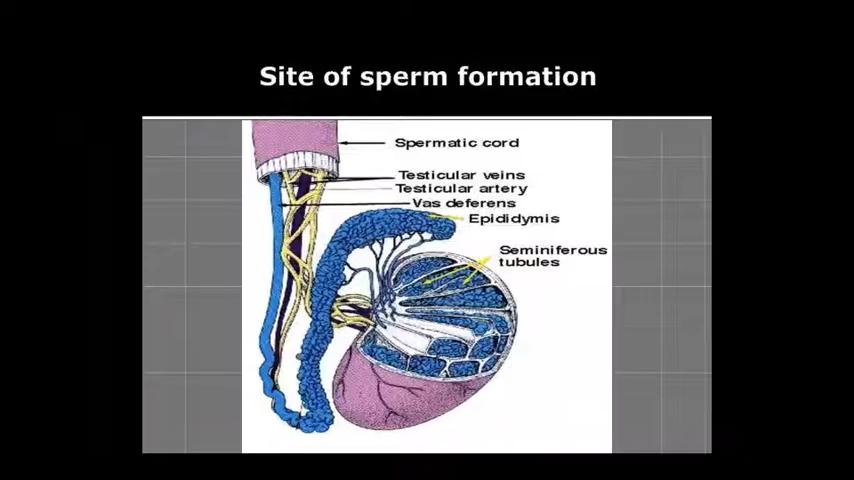 Site of sperm formation
Spermatic cord
Testicular veins
Testicular artery
Vas deferens
Epididymis
Seminiferous
tubules